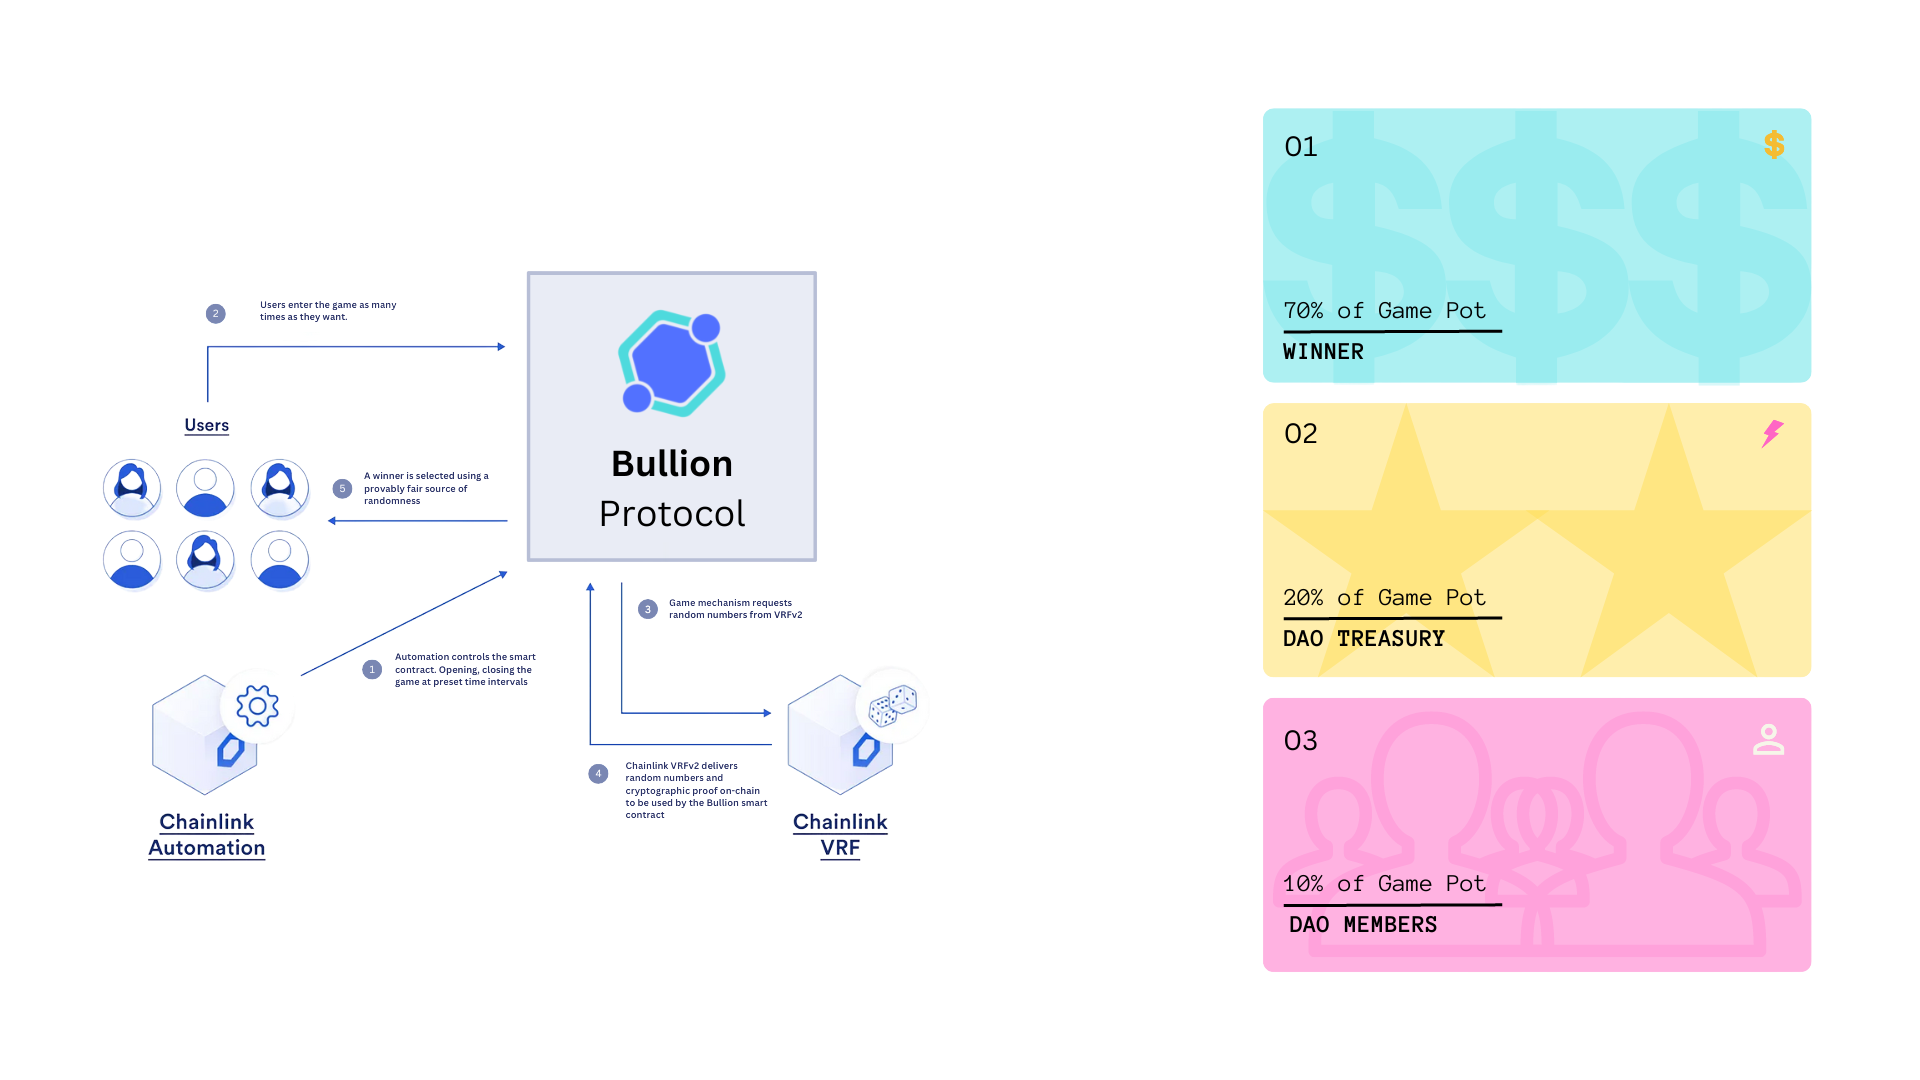 2
Users enter the game as many
times as they want.
Users
5
A winner is selected using a
provably fair source of
randomness
Bullion
Protocol
1
Automation controls the smart
contract. Opening, closing the
game at preset time intervals
3
Game mechanism requests
random numbers from VRFv2
4
Chainlink VRFv2 delivers
random numbers and
cryptographic proof on-chain
to be used by the Bullion smart
contract
Chainlink
Automation
Chainlink
VRF
01
$
70% of Game Pot
WINNER
02
20% of Game Pot
DAO TREASURY
03
10% of Game Pot
DAO MEMBERS